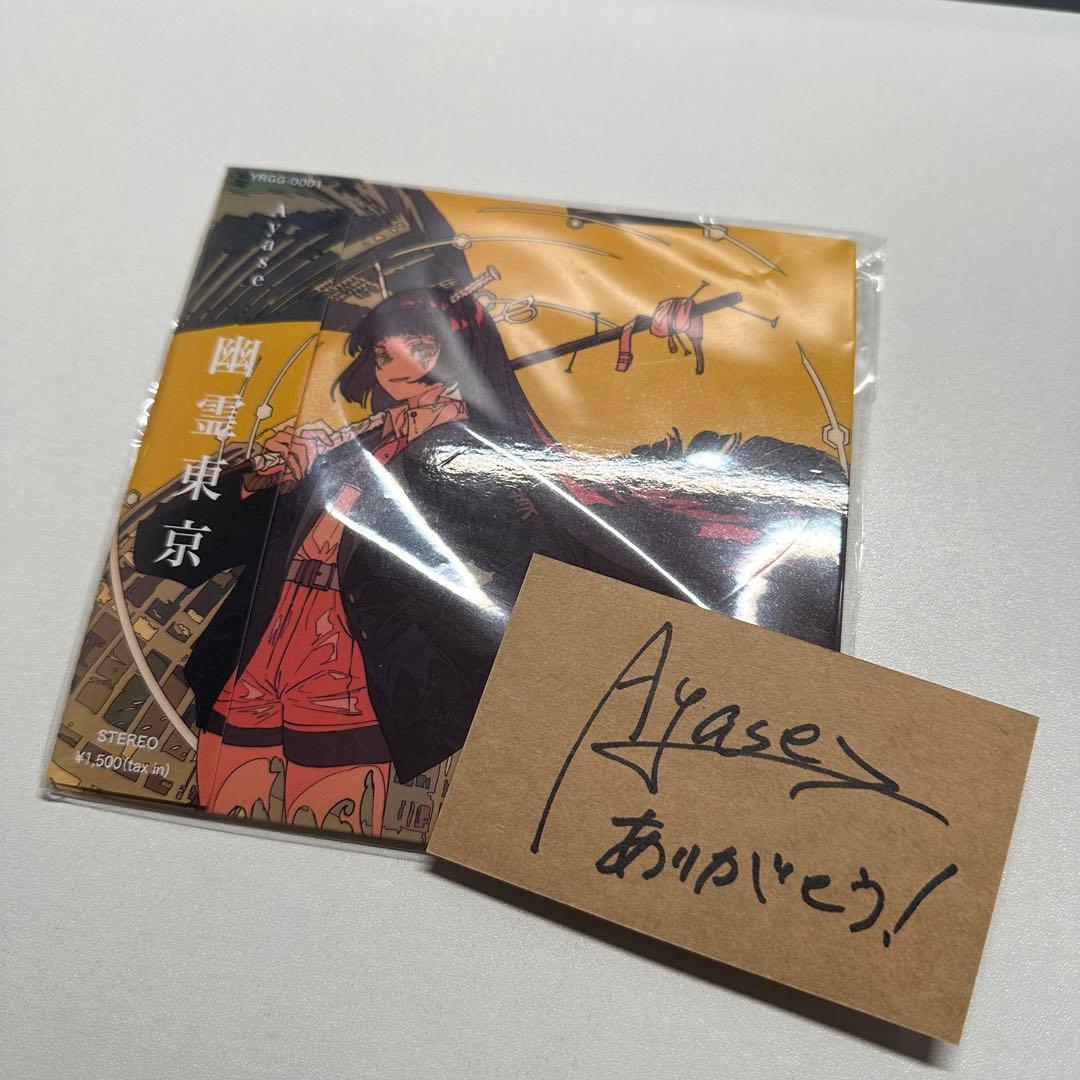 YRGG-0001
Ayase
幽霊東京
STEREO
¥1,500(tax in)
Ayase
ありがとう!